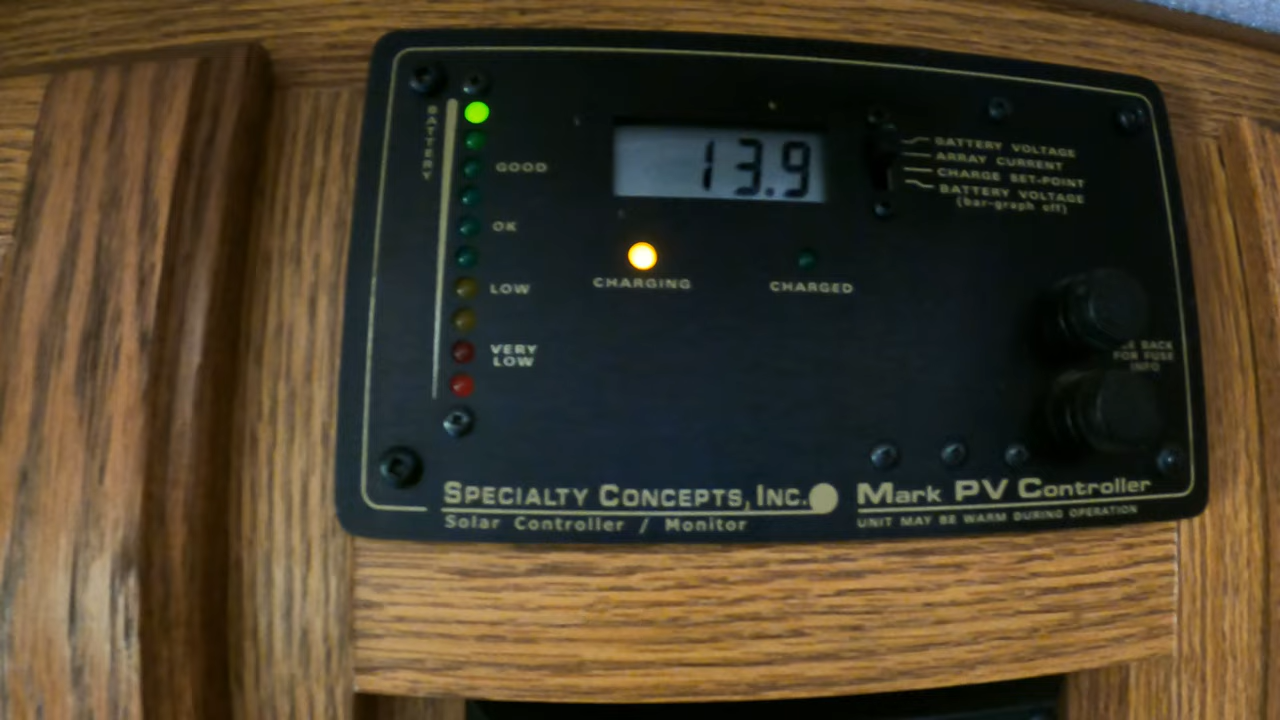 BATTERY
GOOD
OK
LOW
VERY
LOW
13.9
CHARGING
CHARGED
BATTERY VOLTAGE
ARRAY CURRENT
CHARGE SET-POINT
BATTERY VOLTAGE
(bar-graph off)
BACK
FOR FUSE
INFO
SPECIALTY CONCEPTS, INC.
Solar Controller / Monitor
Mark PV Controller
UNIT MAY BE WARM DURING OPERATION